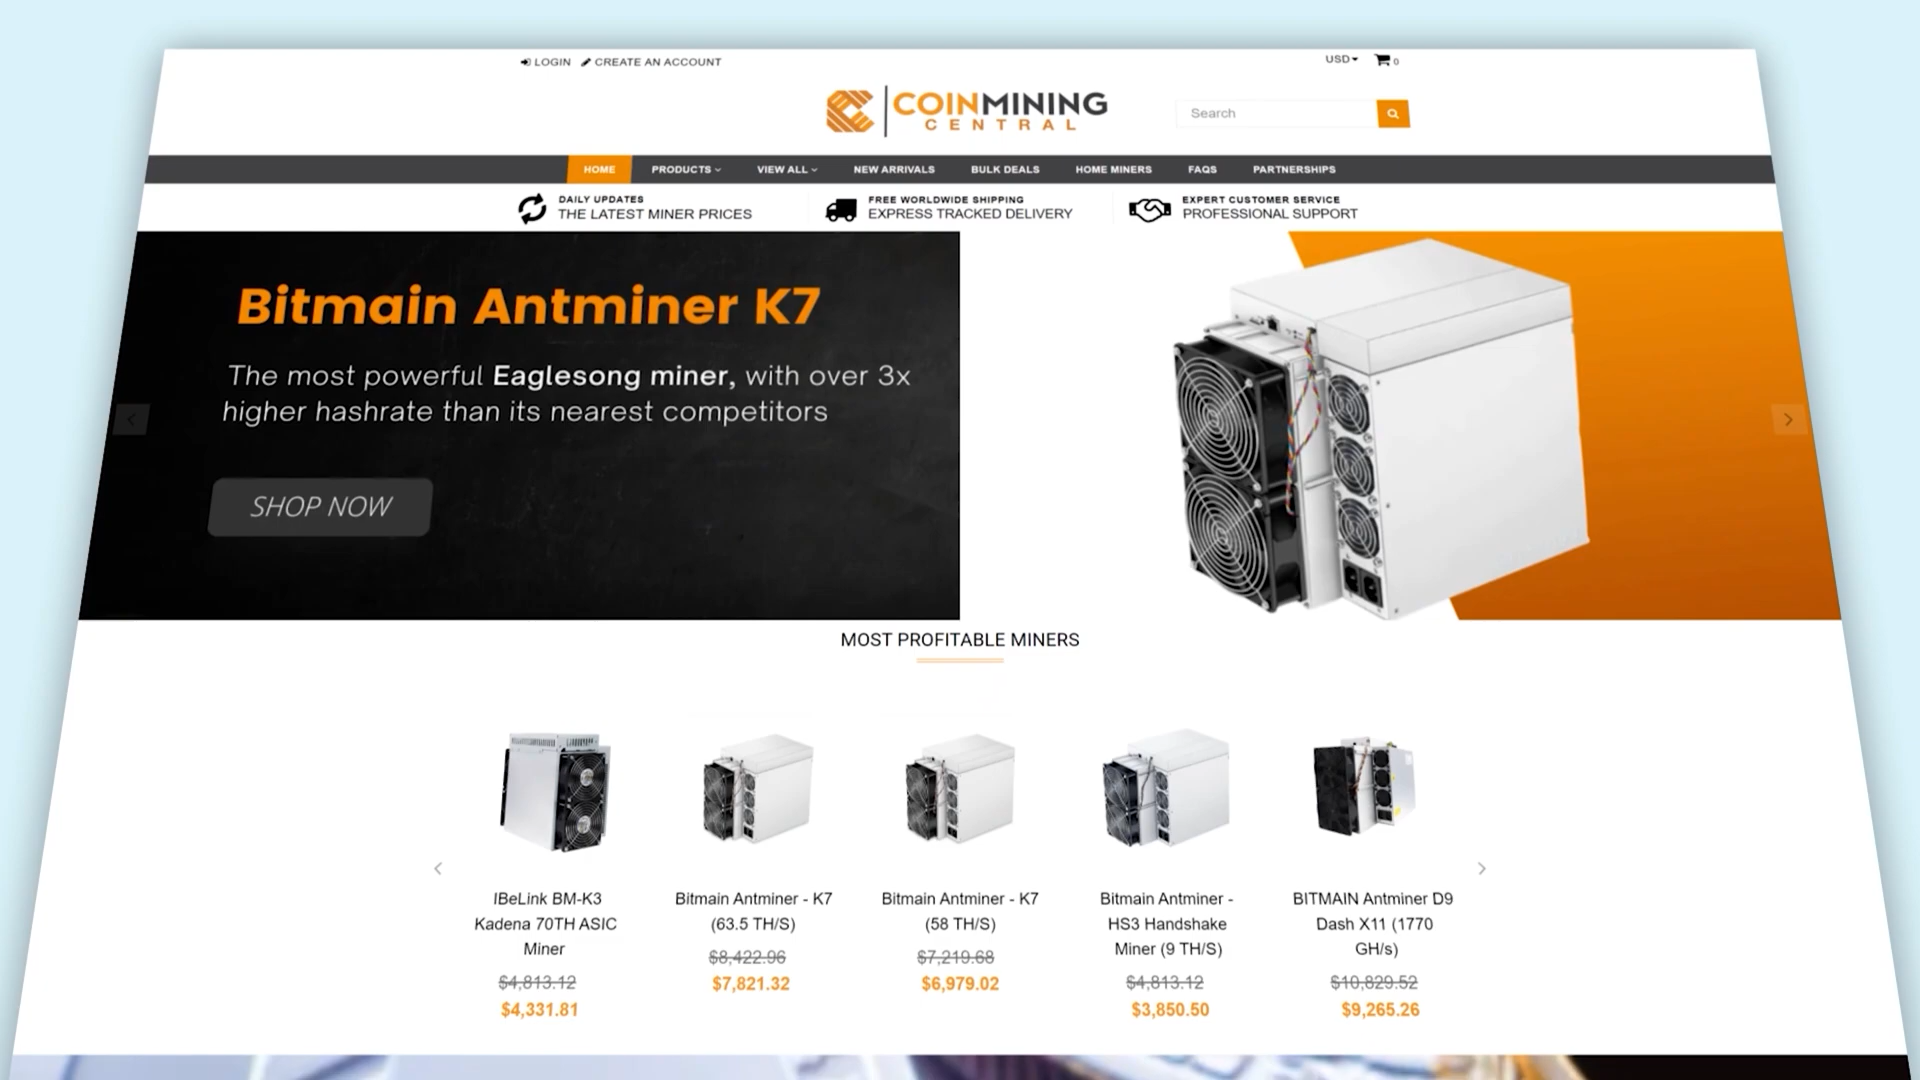 LOGIN CREATE AN ACCOUNT
USD 0
COINMINING
CENTRAL
Search
HOME PRODUCTS VIEW ALL NEW ARRIVALS BULK DEALS HOME MINERS FAQS PARTNERSHIPS
DAILY UPDATES
THE LATEST MINER PRICES
FREE WORLDWIDE SHIPPING
EXPRESS TRACKED DELIVERY
EXPERT CUSTOMER SERVICE
PROFESSIONAL SUPPORT
Bitmain Antminer K7
The most powerful Eaglesong miner, with over 3x
higher hashrate than its nearest competitors
SHOP NOW
MOST PROFITABLE MINERS
IBeLink BM-K3
Kadena 70TH ASIC
Miner
$4,813.12
$4,331.81
Bitmain Antminer - K7
(63.5 TH/S)
$8,422.96
$7,821.32
Bitmain Antminer - K7
(58 TH/S)
$7,219.68
$6,979.02
Bitmain Antminer -
HS3 Handshake
Miner (9 TH/S)
$4,813.12
$3,850.50
BITMAIN Antminer D9
Dash X11 (1770
GH/s)
$10,829.52
$9,265.26